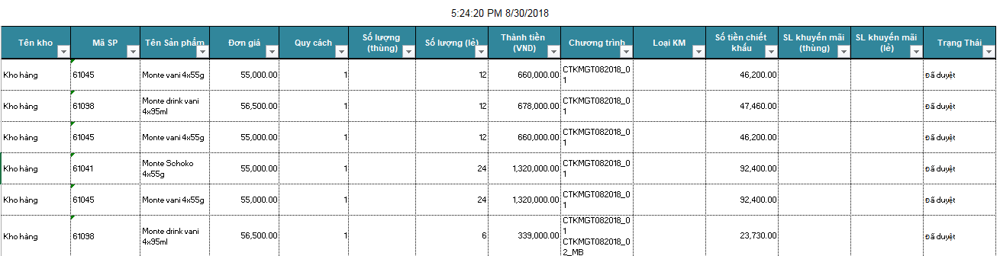 5:24:20 PM 8/30/2018
Tên kho Mã SP Tên Sản phẩm Đơn giá Quy cách Số lượng (thùng) Số lượng (lẻ) Thành tiền (VND) Chương trình Loại KM Số tiền chiết khấu SL khuyến mãi (thùng) SL khuyến mãi (lẻ) Trạng Thái
Kho hàng 61045 Monte vani 4x55g 55,000.00 1 12 660,000.00 CTKMGT082018_01 46,200.00 Đã duyệt
Kho hàng 61098 Monte drink vani 4x95ml 56,500.00 1 12 678,000.00 CTKMGT082018_01 47,460.00 Đã duyệt
Kho hàng 61045 Monte vani 4x55g 55,000.00 1 12 660,000.00 CTKMGT082018_01 46,200.00 Đã duyệt
Kho hàng 61041 Monte Schoko 4x55g 55,000.00 1 24 1,320,000.00 CTKMGT082018_01 92,400.00 Đã duyệt
Kho hàng 61045 Monte vani 4x55g 55,000.00 1 24 1,320,000.00 CTKMGT082018_01 92,400.00 Đã duyệt
Kho hàng 61098 Monte drink vani 4x95ml 56,500.00 1 6 339,000.00 CTKMGT082018_01 CTKMGT082018_02_MB 23,730.00 Đã duyệt